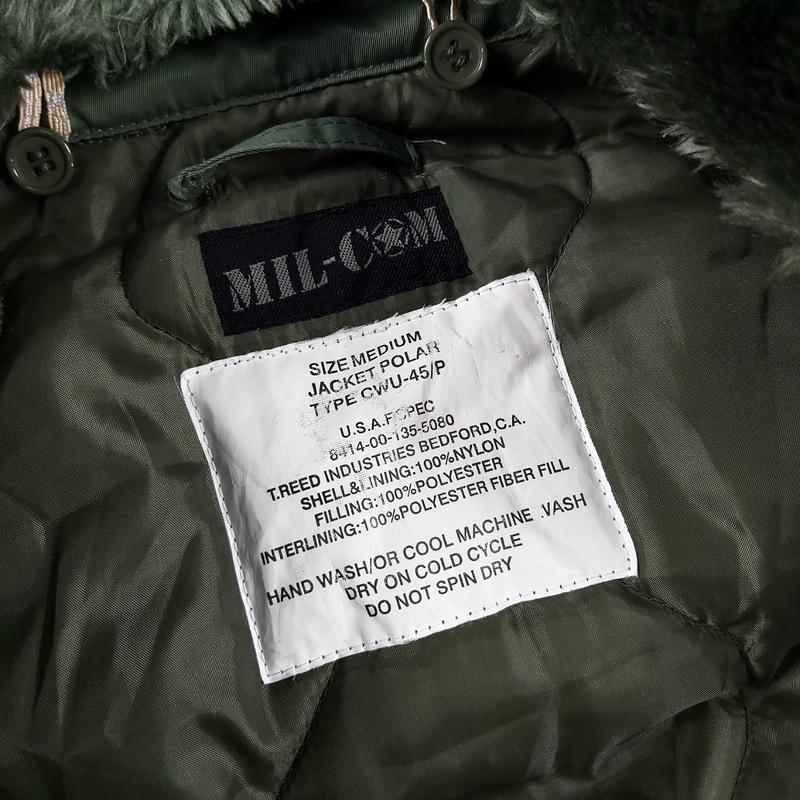 MIL-COM
SIZE MEDIUM
JACKET POLAR
TYPE CWU-45/P
U.S.A.F.SPEC
8414-00-135-5080
T.REED INDUSTRIES BEDFORD,C.A.
SHELL&LINING:100%NYLON
FILLING:100%POLYESTER
INTERLINING:100%POLYESTER FIBER FILL
HAND WASH/OR COOL MACHINE WASH
DRY ON COLD CYCLE
DO NOT SPIN DRY